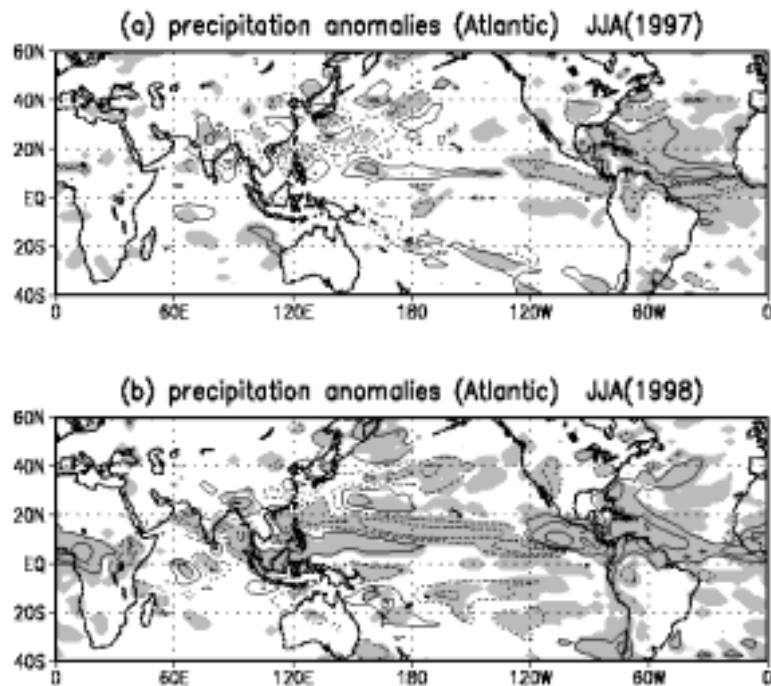 (a) precipitation anomalies (Atlantic) JJA(1997)
60N
40N
20N
EQ
20S
40S
0 60E 120E 180 120W 60W 0
(b) precipitation anomalies (Atlantic) JJA(1998)
60N
40N
20N
EQ
20S
40S
0 60E 120E 180 120W 60W 0